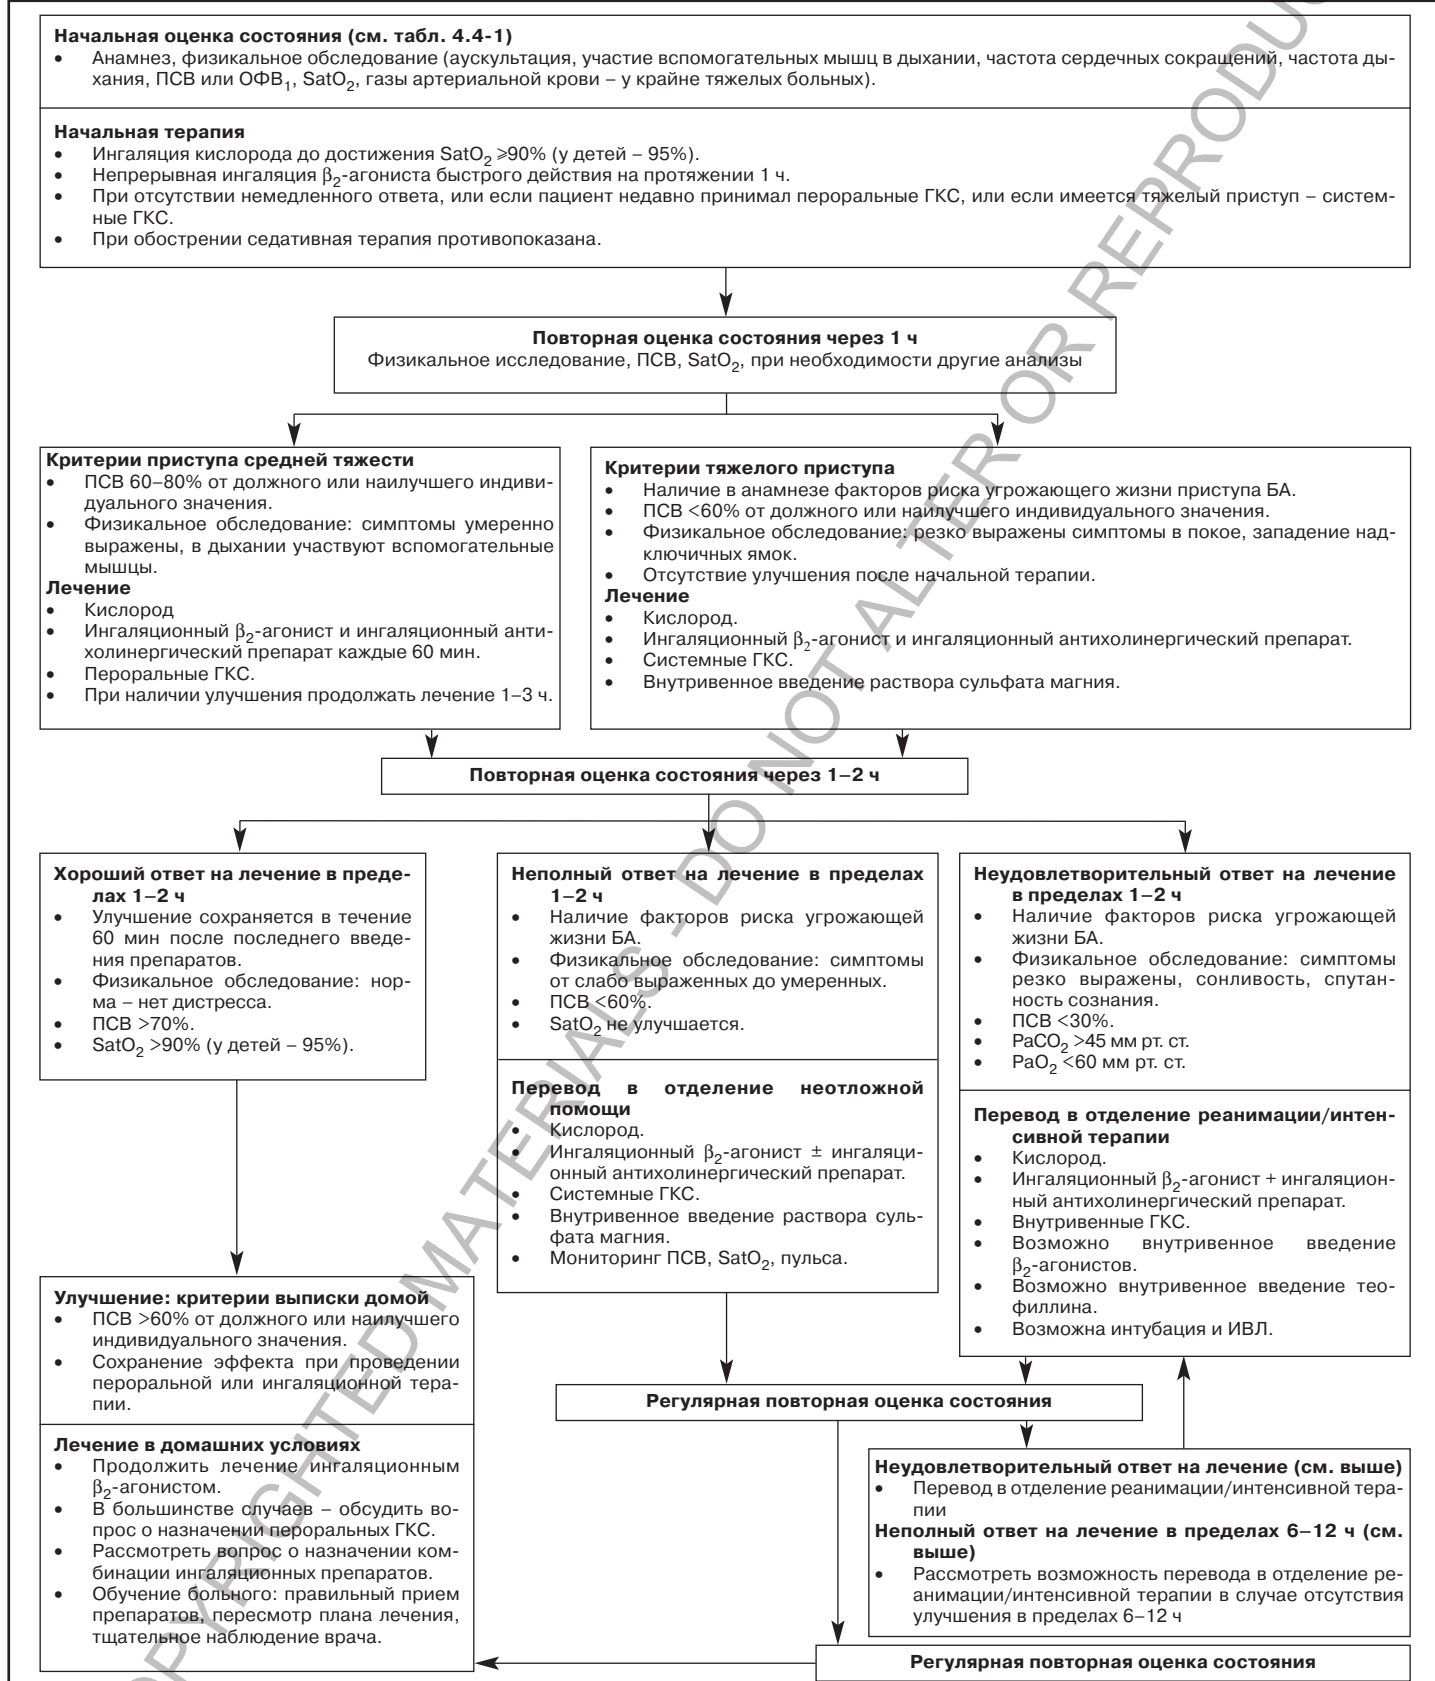 Начальная оценка состояния (см. табл. 4.4-1)
• Анамнез, физикальное обследование (аускультация, участие вспомогательных мышц в дыхании, частота сердечных сокращений, частота ды-
хания, ПСВ или ОФВ₁, SatO₂, газы артериальной крови – у крайне тяжелых больных).
Начальная терапия
• Ингаляция кислорода до достижения SatO₂ ⩾90% (у детей – 95%).
• Непрерывная ингаляция β₂-агониста быстрого действия на протяжении 1 ч.
• При отсутствии немедленного ответа, или если пациент недавно принимал пероральные ГКС, или если имеется тяжелый приступ – систем-
ные ГКС.
• При обострении седативная терапия противопоказана.
Повторная оценка состояния через 1 ч
Физикальное исследование, ПСВ, SatO₂, при необходимости другие анализы
Критерии приступа средней тяжести
• ПСВ 60–80% от должного или наилучшего индиви-
дуального значения.
• Физикальное обследование: симптомы умеренно
выражены, в дыхании участвуют вспомогательные
мышцы.
Лечение
• Кислород
• Ингаляционный β₂-агонист и ингаляционный анти-
холинергический препарат каждые 60 мин.
• Пероральные ГКС.
• При наличии улучшения продолжать лечение 1–3 ч.
Критерии тяжелого приступа
• Наличие в анамнезе факторов риска угрожающего жизни приступа БА.
• ПСВ <60% от должного или наилучшего индивидуального значения.
• Физикальное обследование: резко выражены симптомы в покое, западение над-
ключичных ямок.
• Отсутствие улучшения после начальной терапии.
Лечение
• Кислород.
• Ингаляционный β₂-агонист и ингаляционный антихолинергический препарат.
• Системные ГКС.
• Внутривенное введение раствора сульфата магния.
Повторная оценка состояния через 1–2 ч
Хороший ответ на лечение в преде-
лах 1–2 ч
• Улучшение сохраняется в течение
60 мин после последнего введе-
ния препаратов.
• Физикальное обследование: нор-
ма – нет дистресса.
• ПСВ >70%.
• SatO₂ >90% (у детей – 95%).
Неполный ответ на лечение в пределах
1–2 ч
• Наличие факторов риска угрожающей
жизни БА.
• Физикальное обследование: симптомы
от слабо выраженных до умеренных.
• ПСВ <60%.
• SatO₂ не улучшается.
Перевод в отделение неотложной
помощи
• Кислород.
• Ингаляционный β₂-агонист ± ингаляци-
онный антихолинергический препарат.
• Системные ГКС.
• Внутривенное введение раствора суль-
фата магния.
• Мониторинг ПСВ, SatO₂, пульса.
Неудовлетворительный ответ на лечение
в пределах 1–2 ч
• Наличие факторов риска угрожающей
жизни БА.
• Физикальное обследование: симптомы
резко выражены, сонливость, спутан-
ность сознания.
• ПСВ <30%.
• PaCO₂ >45 мм рт. ст.
• PaO₂ <60 мм рт. ст.
Перевод в отделение реанимации/интен-
сивной терапии
• Кислород.
• Ингаляционный β₂-агонист + ингаляцион-
ный антихолинергический препарат.
• Внутривенные ГКС.
• Возможно внутривенное введение
β₂-агонистов.
• Возможно внутривенное введение тео-
филлина.
• Возможна интубация и ИВЛ.
Улучшение: критерии выписки домой
• ПСВ >60% от должного или наилучшего
индивидуального значения.
• Сохранение эффекта при проведении
пероральной или ингаляционной тера-
пии.
Лечение в домашних условиях
• Продолжить лечение ингаляционным
β₂-агонистом.
• В большинстве случаев – обсудить во-
прос о назначении пероральных ГКС.
• Рассмотреть вопрос о назначении ком-
бинации ингаляционных препаратов.
• Обучение больного: правильный прием
препаратов, пересмотр плана лечения,
тщательное наблюдение врача.
Регулярная повторная оценка состояния
Неудовлетворительный ответ на лечение (см. выше)
• Перевод в отделение реанимации/интенсивной тера-
пии
Неполный ответ на лечение в пределах 6–12 ч (см.
выше)
• Рассмотреть возможность перевода в отделение ре-
анимации/интенсивной терапии в случае отсутствия
улучшения в пределах 6–12 ч
Регулярная повторная оценка состояния
OPYRIGHTED MATERIALS - DO NOT ALTER OR REPRODUC